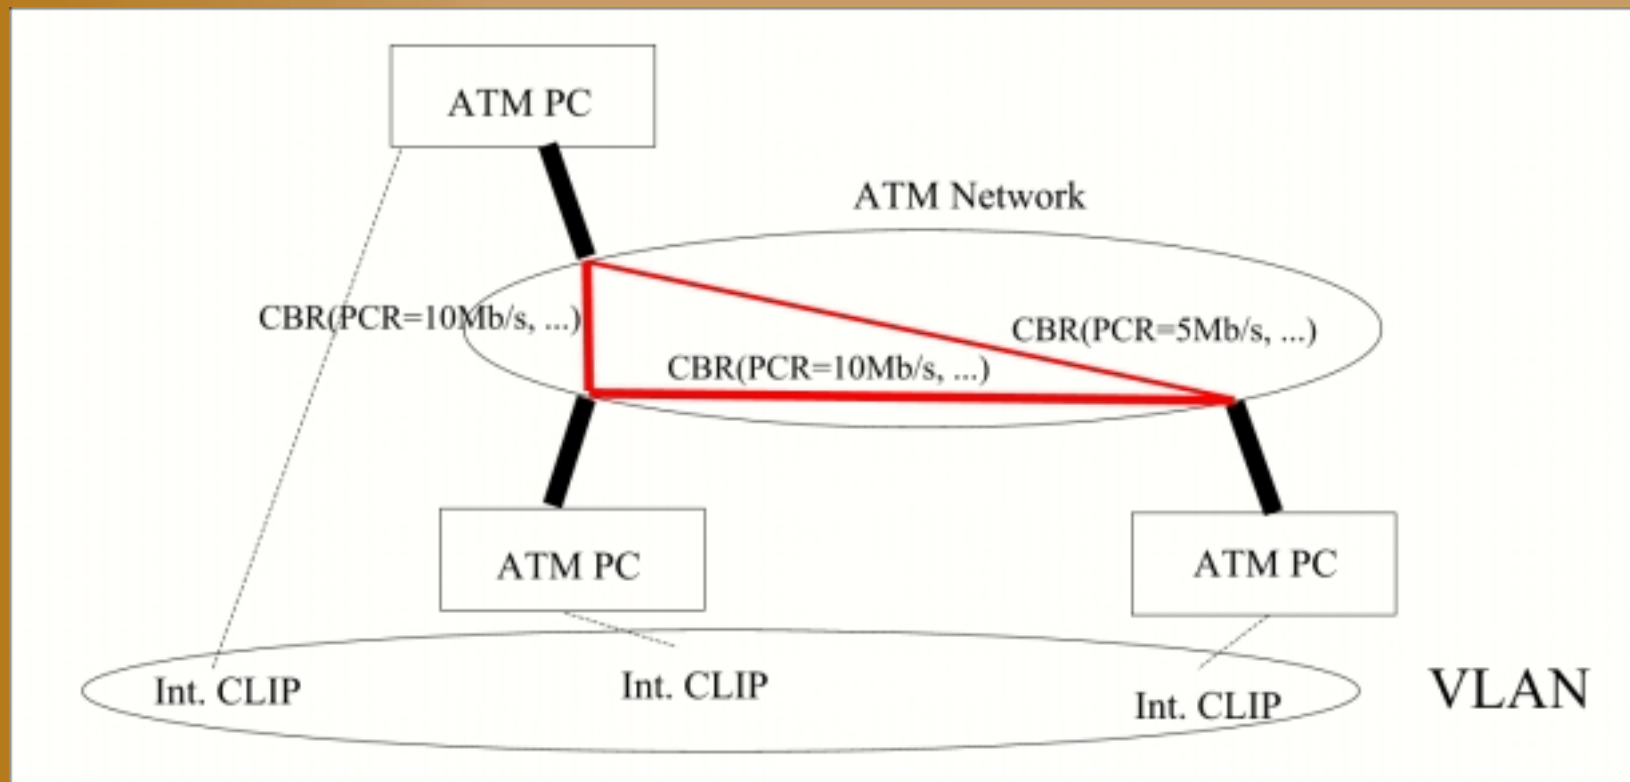 ATM PC
ATM Network
CBR(PCR=10Mb/s, ...)
CBR(PCR=5Mb/s, ...)
CBR(PCR=10Mb/s, ...)
ATM PC
ATM PC
Int. CLIP
Int. CLIP
Int. CLIP
VLAN